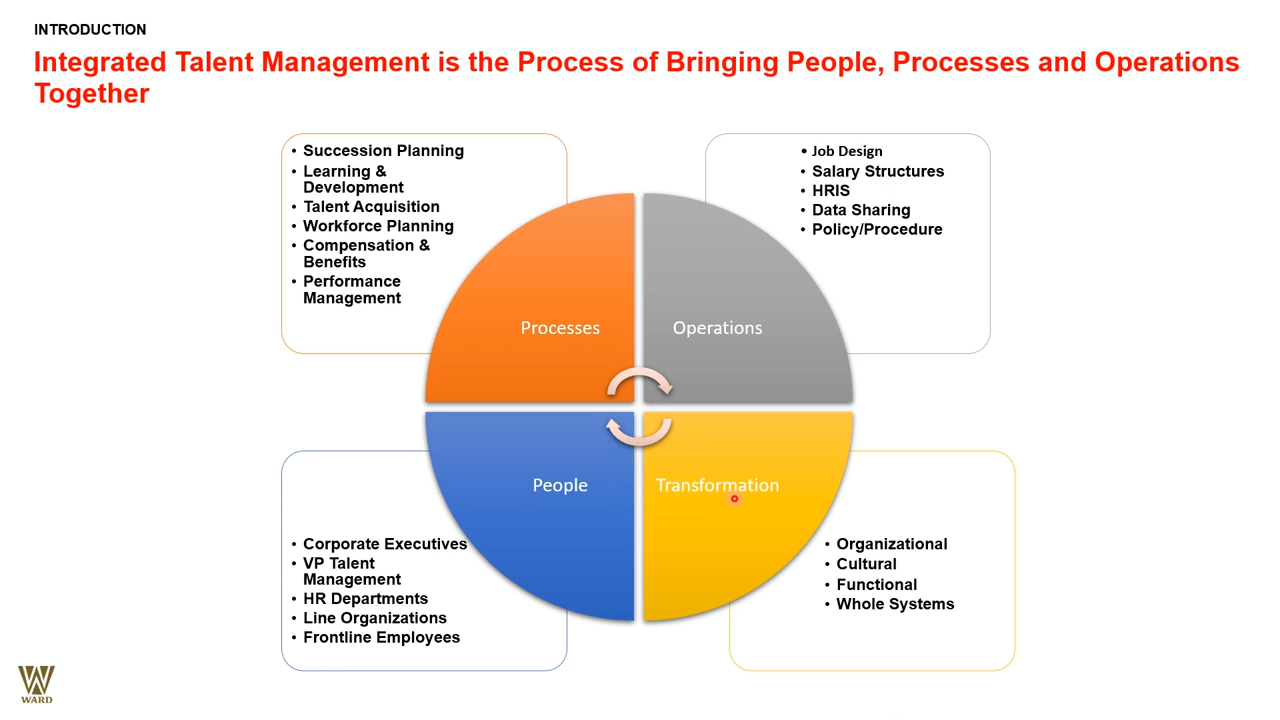 INTRODUCTION
Integrated Talent Management is the Process of Bringing People, Processes and Operations
Together
• Succession Planning
• Learning &
Development
• Talent Acquisition
• Workforce Planning
• Compensation &
Benefits
• Performance
Management
• Job Design
• Salary Structures
• HRIS
• Data Sharing
• Policy/Procedure
Processes
Operations
People
Transformation
• Corporate Executives
• VP Talent
Management
• HR Departments
• Line Organizations
• Frontline Employees
• Organizational
• Cultural
• Functional
• Whole Systems
WARD